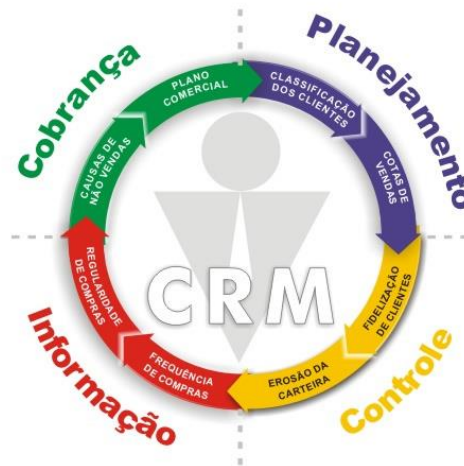 Cobrança
Planejamento
PLANO
COMERCIAL
CLASSIFICAÇÃO
DOS CLIENTES
CAUSAS DE
NÃO VENDAS
COTAS DE
VENDAS
CRM
REGULARIDADE
DE COMPRAS
FIDELIZAÇÃO
DE CLIENTES
FREQUÊNCIA
DE COMPRAS
EROSÃO DA
CARTEIRA
Informação
Controle